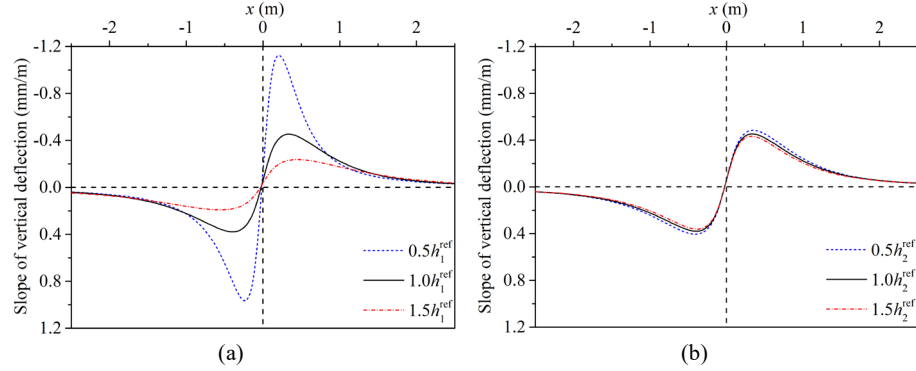 x (m)
-2 -1 0 1 2
-1.2
-0.8
-0.4
0.0
0.4
0.8
1.2
Slope of vertical deflection (mm/m)
0.5h₁ʳᵉᶠ
1.0h₁ʳᵉᶠ
1.5h₁ʳᵉᶠ
(a)
x (m)
-2 -1 0 1 2
-1.2
-0.8
-0.4
0.0
0.4
0.8
1.2
Slope of vertical deflection (mm/m)
0.5h₂ʳᵉᶠ
1.0h₂ʳᵉᶠ
1.5h₂ʳᵉᶠ
(b)